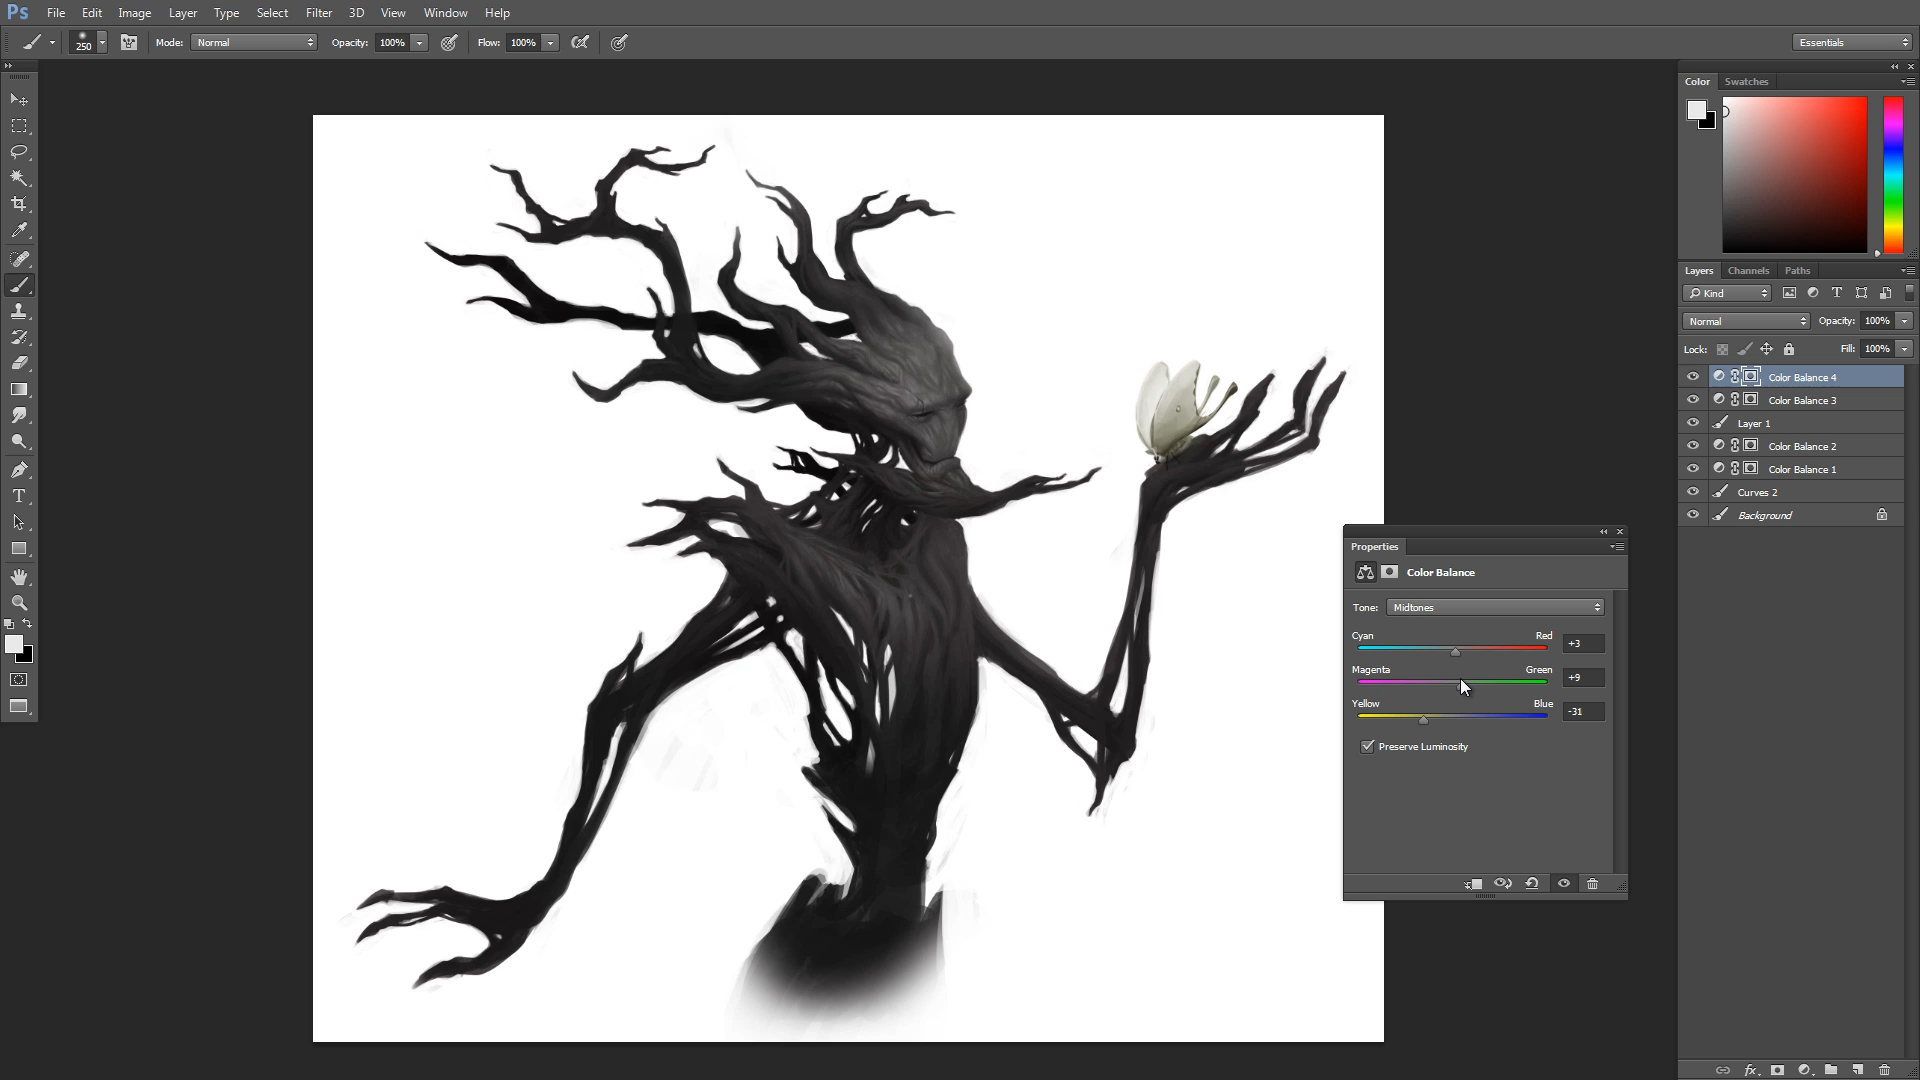 Ps File Edit Image Layer Type Select Filter 3D View Window Help
250 Mode: Normal Opacity: 100% Flow: 100% Essentials
Color Swatches
Layers Channels Paths
Kind T
Normal Opacity: 100%
Lock: Fill: 100%
Color Balance 4
Color Balance 3
Layer 1
Color Balance 2
Color Balance 1
Curves 2
Background
T
Properties
Color Balance
Tone: Midtones
Cyan Red +3
Magenta Green +9
Yellow Blue -31
Preserve Luminosity
fx